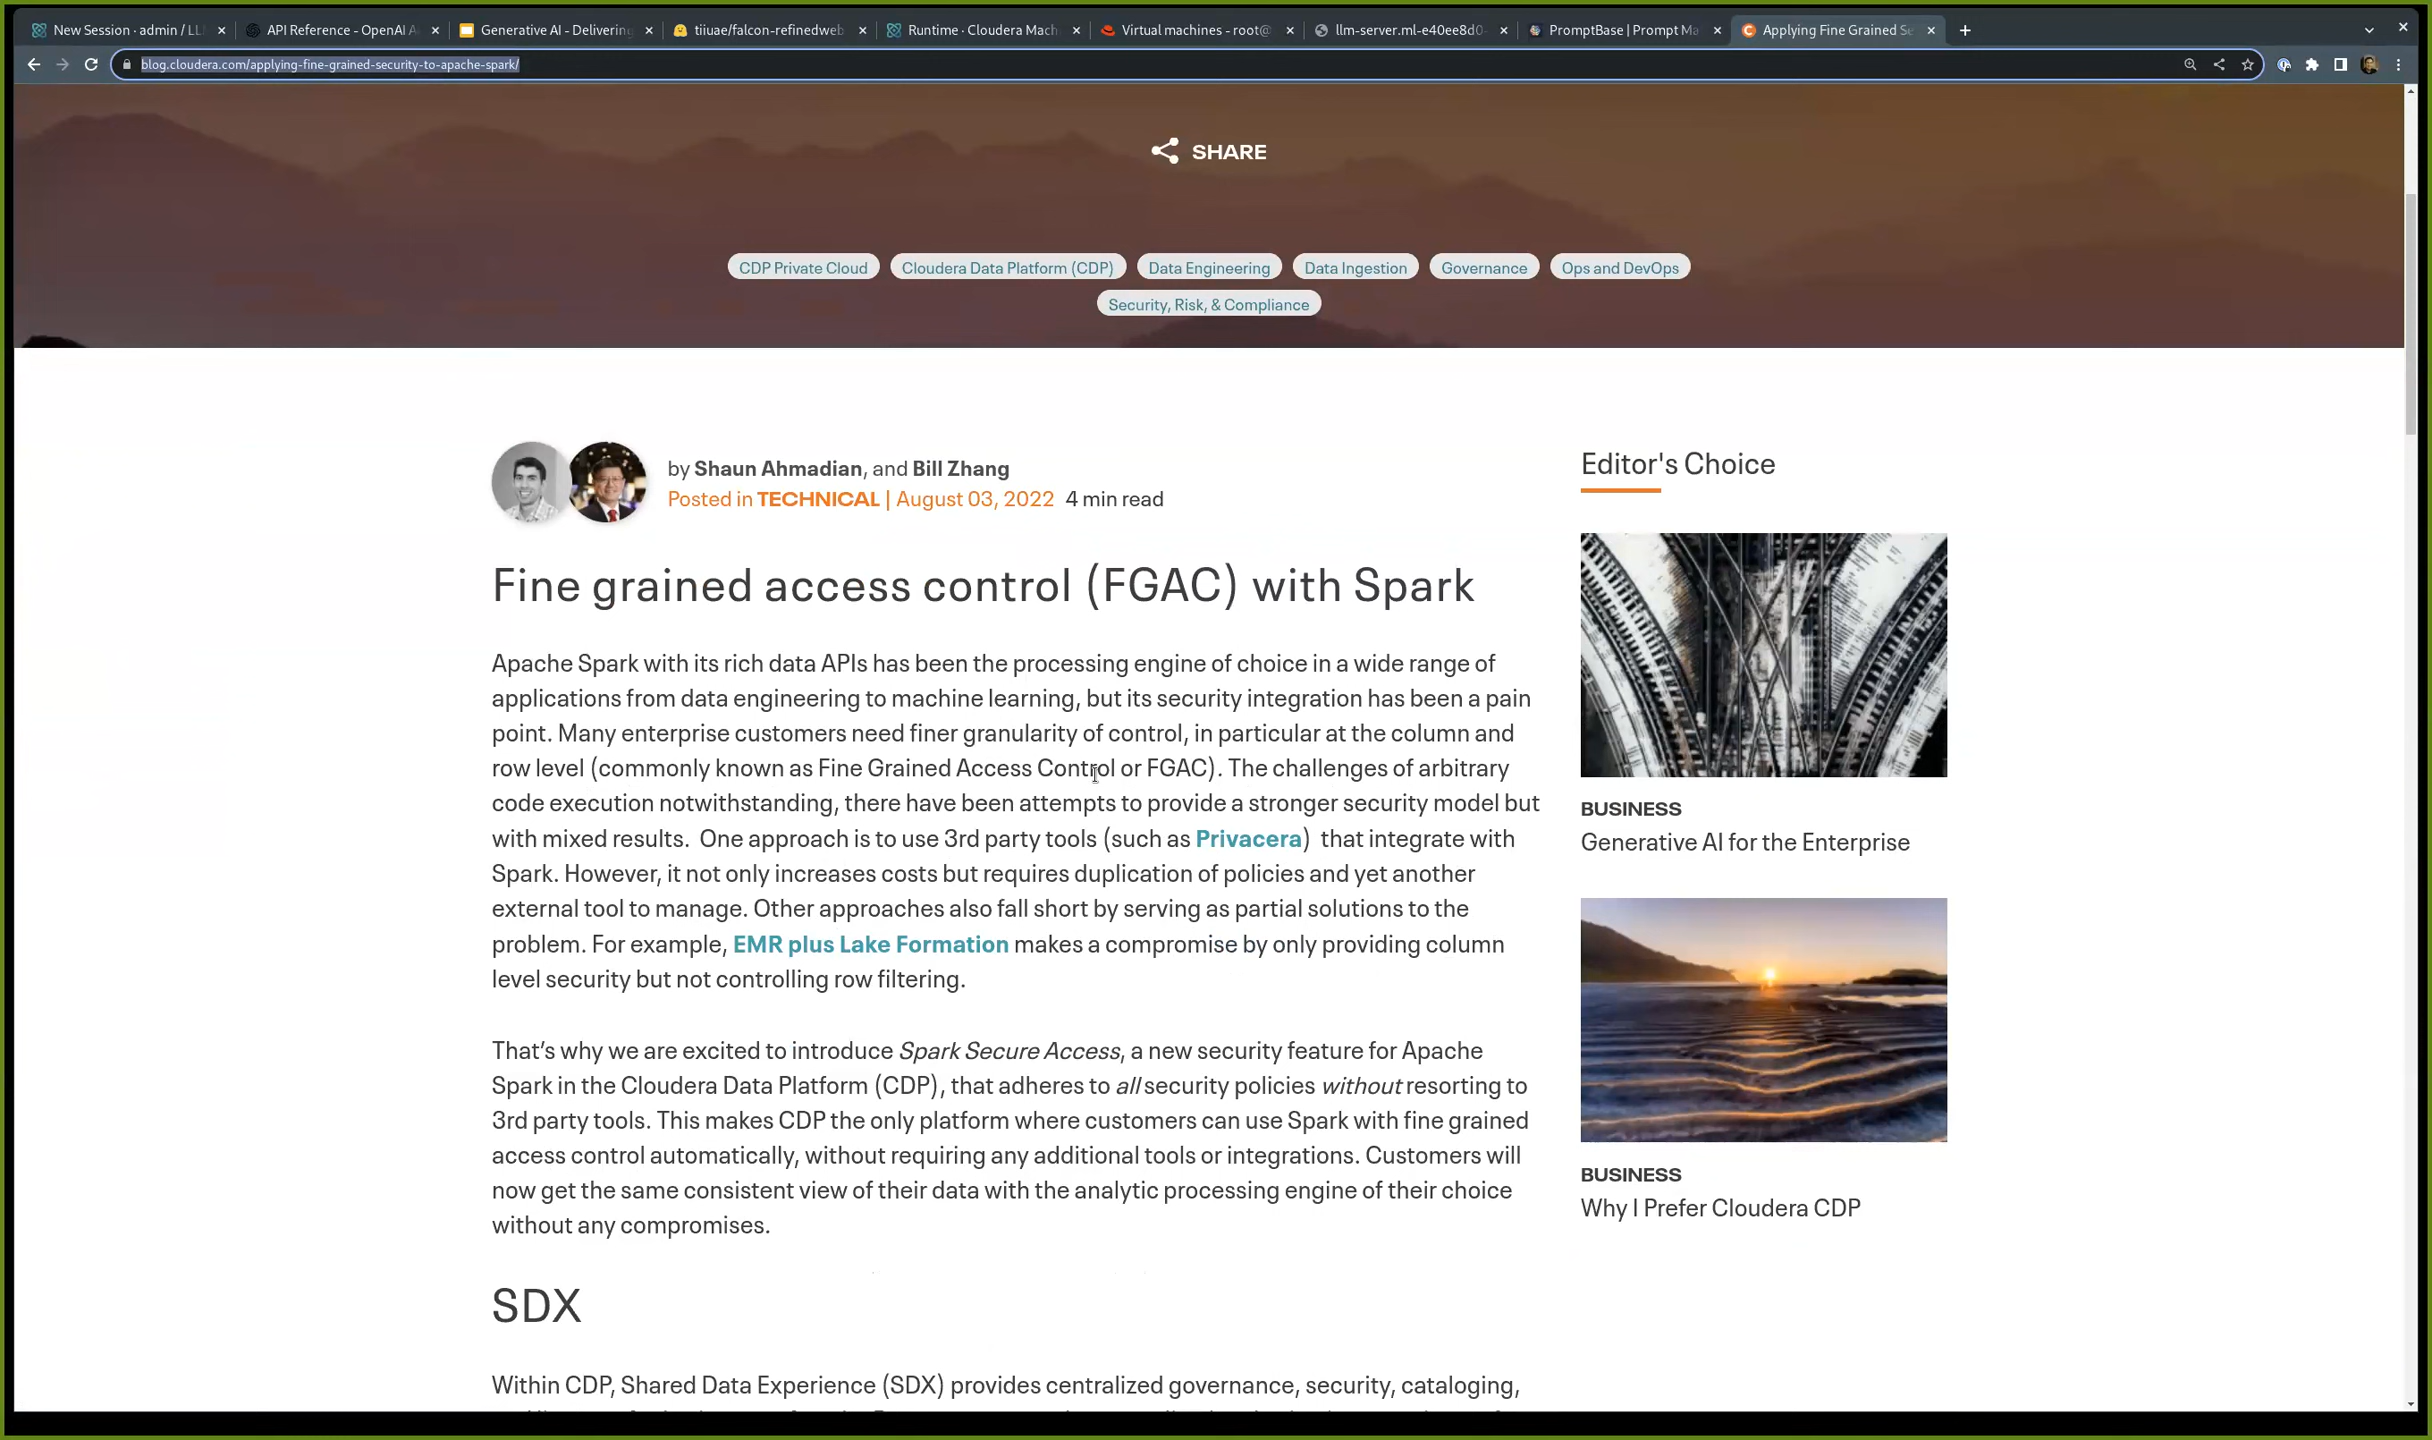 New Session · admin / LL
API Reference - OpenAI A
Generative AI - Delivering
tiiuae/falcon-refinedweb
Runtime · Cloudera Mach
Virtual machines - root@
llm-server.ml-e40ee8d0-
PromptBase | Prompt Ma
Applying Fine Grained Se
blog.cloudera.com/applying-fine-grained-security-to-apache-spark/
SHARE
CDP Private Cloud
Cloudera Data Platform (CDP)
Data Engineering
Data Ingestion
Governance
Ops and DevOps
Security, Risk, & Compliance
by Shaun Ahmadian, and Bill Zhang
Posted in TECHNICAL | August 03, 2022 4 min read
Fine grained access control (FGAC) with Spark
Apache Spark with its rich data APIs has been the processing engine of choice in a wide range of
applications from data engineering to machine learning, but its security integration has been a pain
point. Many enterprise customers need finer granularity of control, in particular at the column and
row level (commonly known as Fine Grained Access Control or FGAC). The challenges of arbitrary
code execution notwithstanding, there have been attempts to provide a stronger security model but
with mixed results. One approach is to use 3rd party tools (such as Privacera) that integrate with
Spark. However, it not only increases costs but requires duplication of policies and yet another
external tool to manage. Other approaches also fall short by serving as partial solutions to the
problem. For example, EMR plus Lake Formation makes a compromise by only providing column
level security but not controlling row filtering.
That's why we are excited to introduce Spark Secure Access, a new security feature for Apache
Spark in the Cloudera Data Platform (CDP), that adheres to all security policies without resorting to
3rd party tools. This makes CDP the only platform where customers can use Spark with fine grained
access control automatically, without requiring any additional tools or integrations. Customers will
now get the same consistent view of their data with the analytic processing engine of their choice
without any compromises.
SDX
Within CDP, Shared Data Experience (SDX) provides centralized governance, security, cataloging,
Editor's Choice
BUSINESS
Generative AI for the Enterprise
BUSINESS
Why I Prefer Cloudera CDP